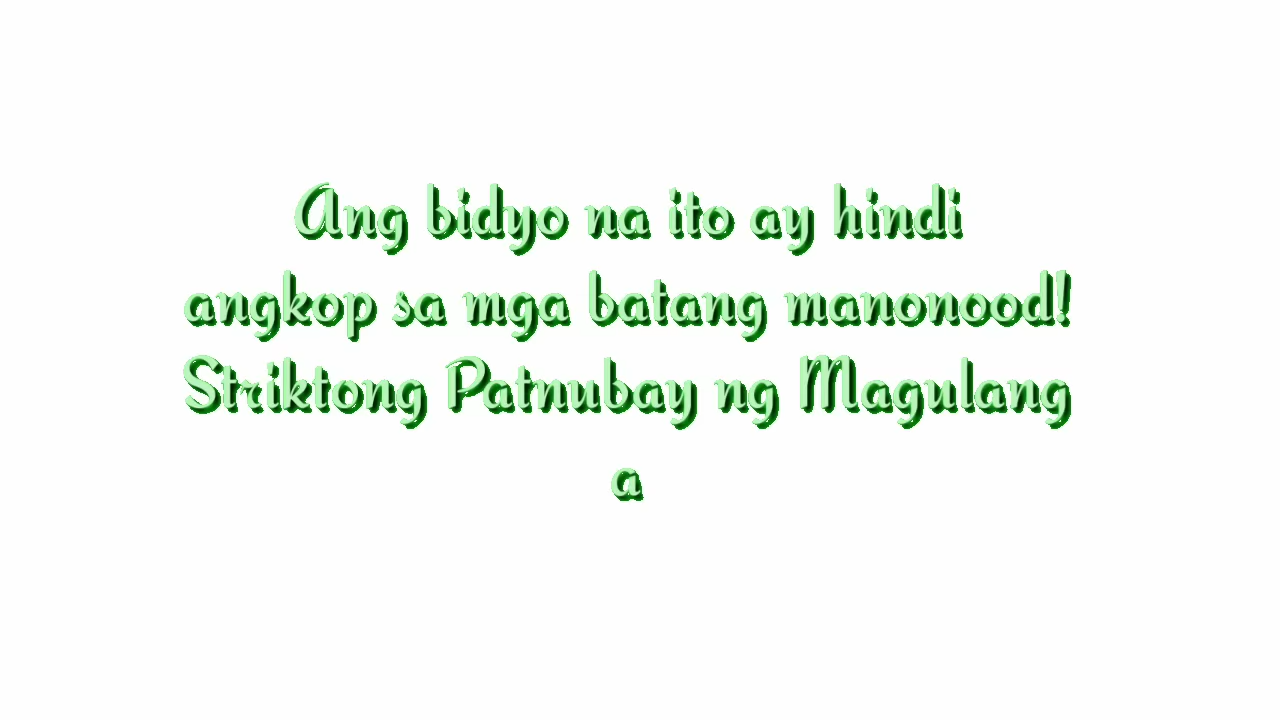 Ang bidyo na ito ay hindi
angkop sa mga batang manonood!
Striktong Patnubay ng Magulang
a